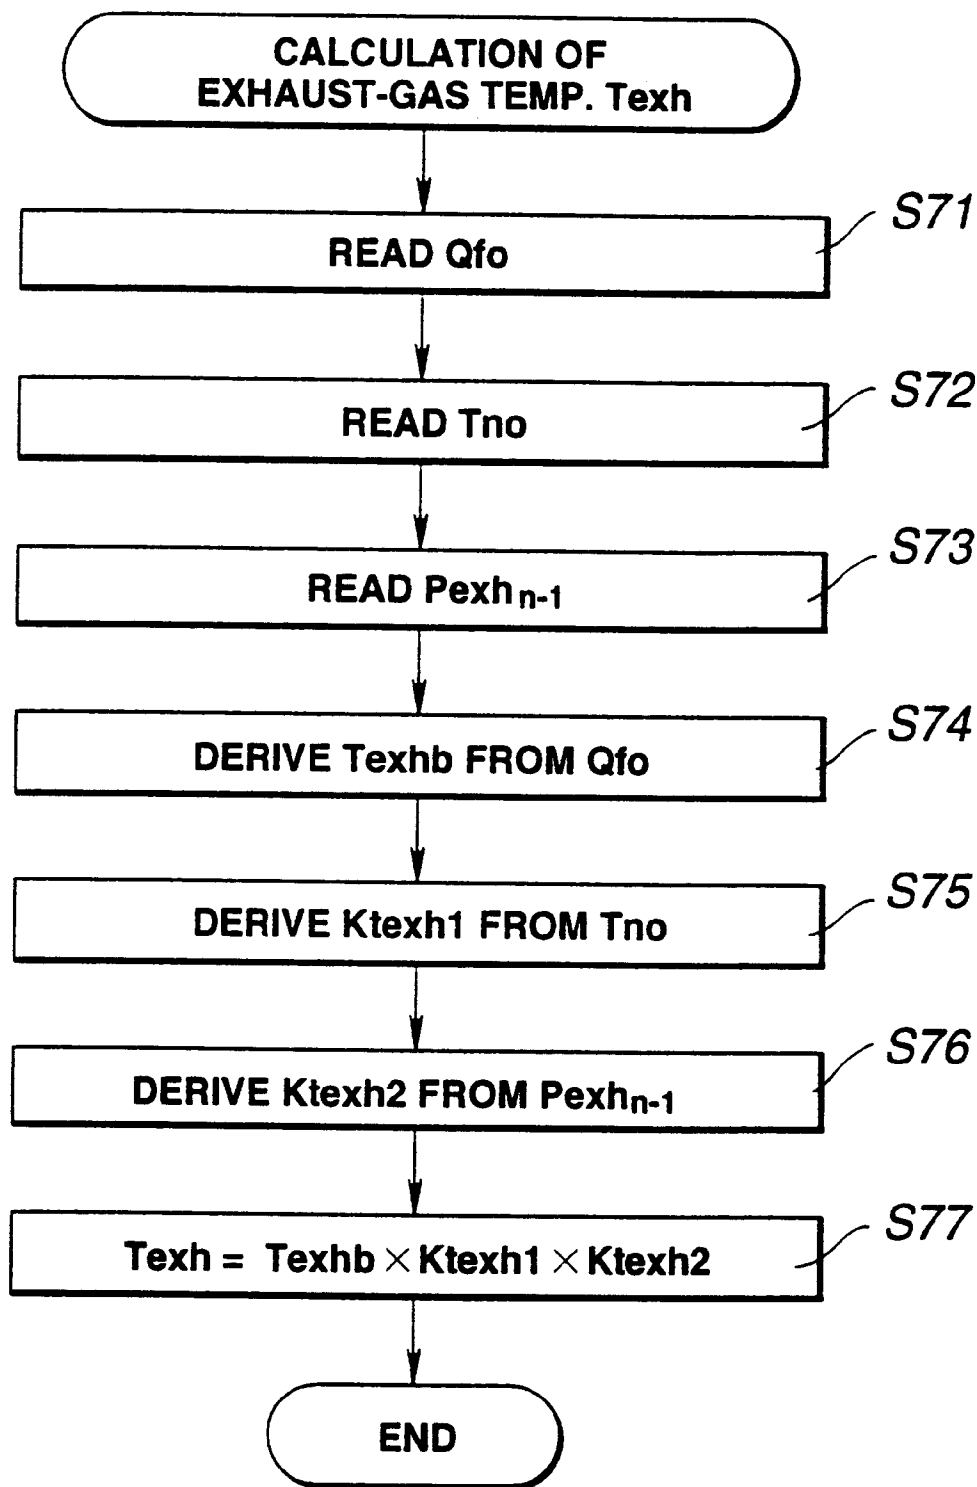 CALCULATION OF
EXHAUST-GAS TEMP. Texh
S71
READ Qfo
S72
READ Tno
S73
READ Pexhn-1
S74
DERIVE Texhb FROM Qfo
S75
DERIVE Ktexh1 FROM Tno
S76
DERIVE Ktexh2 FROM Pexhn-1
S77
Texh = Texhb × Ktexh1 × Ktexh2
END